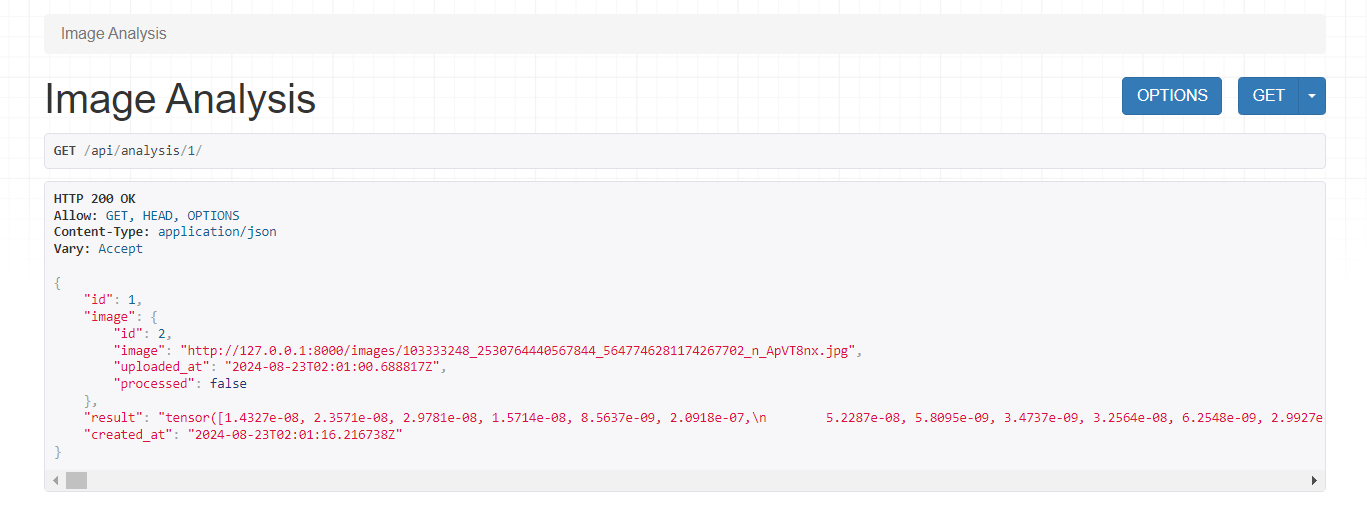 Image Analysis
Image Analysis
OPTIONS
GET
GET /api/analysis/1/
HTTP 200 OK
Allow: GET, HEAD, OPTIONS
Content-Type: application/json
Vary: Accept
{
    "id": 1,
    "image": {
        "id": 2,
        "image": "http://127.0.0.1:8000/images/103333248_2530764440567844_5647746281174267702_n_ApVT8nx.jpg",
        "uploaded_at": "2024-08-23T02:01:00.688817Z",
        "processed": false
    },
    "result": "tensor([1.4327e-08, 2.3571e-08, 2.9781e-08, 1.5714e-08, 8.5637e-09, 2.0918e-07,\n        5.2287e-08, 5.8095e-09, 3.4737e-09, 3.2564e-08, 6.2548e-09, 2.9927e
    "created_at": "2024-08-23T02:01:16.216738Z"
}